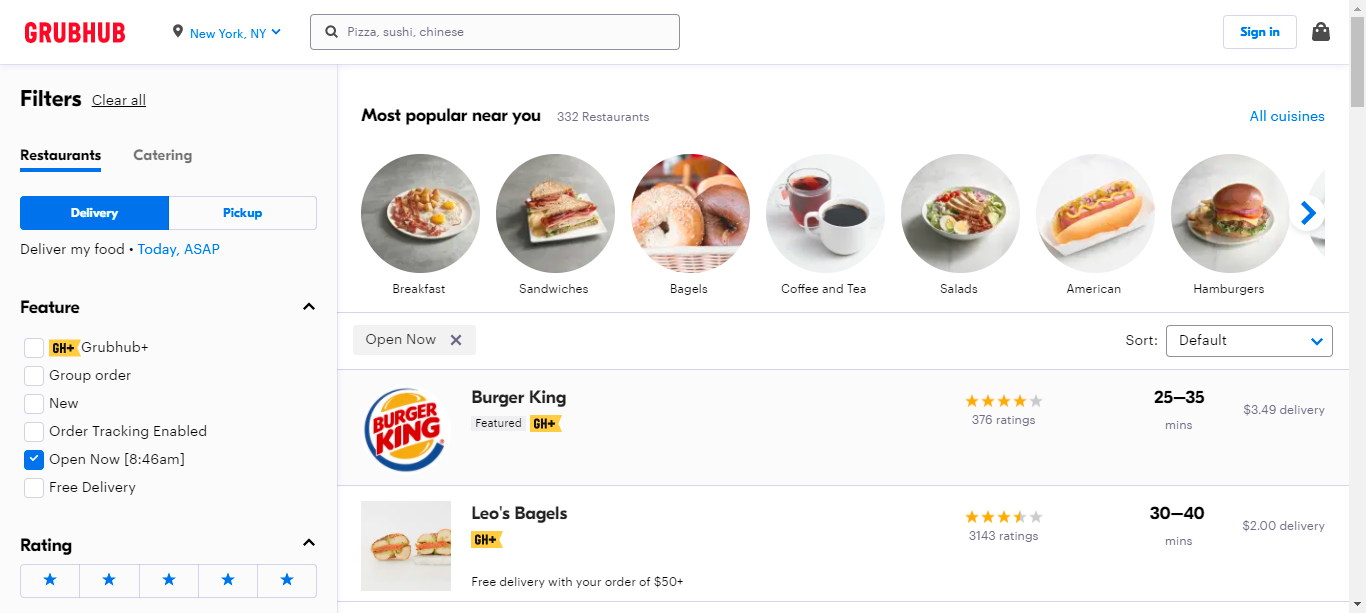 GRUBHUB
New York, NY
Pizza, sushi, chinese
Sign in
Filters Clear all
Restaurants Catering
Delivery Pickup
Deliver my food • Today, ASAP
Feature
GH+ Grubhub+
Group order
New
Order Tracking Enabled
Open Now [8:46am]
Free Delivery
Rating
Most popular near you 332 Restaurants All cuisines
Breakfast Sandwiches Bagels Coffee and Tea Salads American Hamburgers
Open Now
Sort: Default
BURGER KING
Burger King
Featured GH+
376 ratings
25–35
mins
$3.49 delivery
Leo's Bagels
GH+
Free delivery with your order of $50+
3143 ratings
30–40
mins
$2.00 delivery